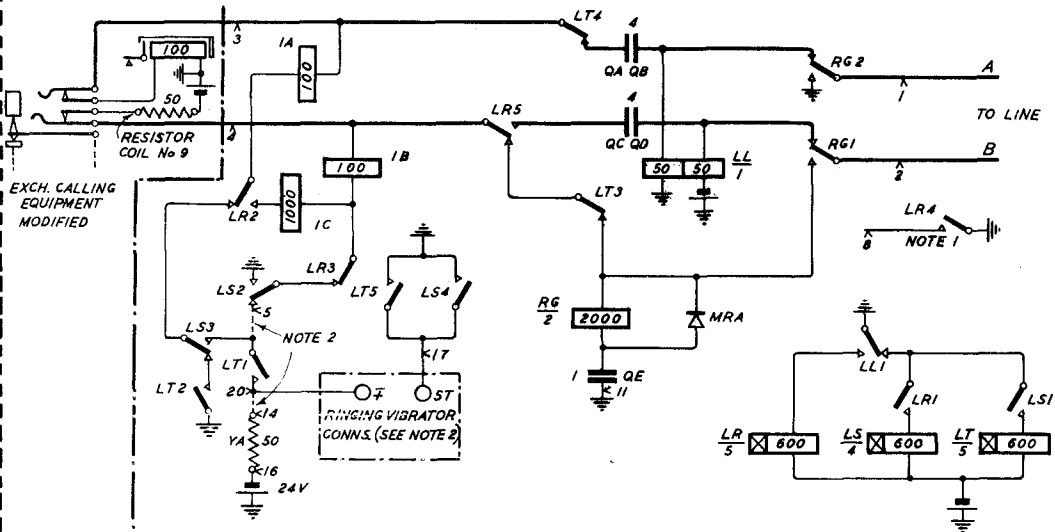 LT4
4
QA QB
RG2
A
1
3
1A
100
100
50
RESISTOR
COIL No 9
4
LR5
4
QC QD
TO LINE
RG1
B
2
EXCH. CALLING
EQUIPMENT
MODIFIED
1B
100
50 50
LL
1
LT3
LR4
8
NOTE 1
LR2
1000
1C
LR3
LS2
LT5
LS4
5
NOTE 2
LS3
LT1
17
LT2
20
∓
ST
RINGING VIBRATOR
CONNS. (SEE NOTE 2)
14
YA
50
16
24V
RG
2
2000
MRA
1
QE
11
LL1
LR1
LS1
LR
5
600
LS
4
600
LT
5
600